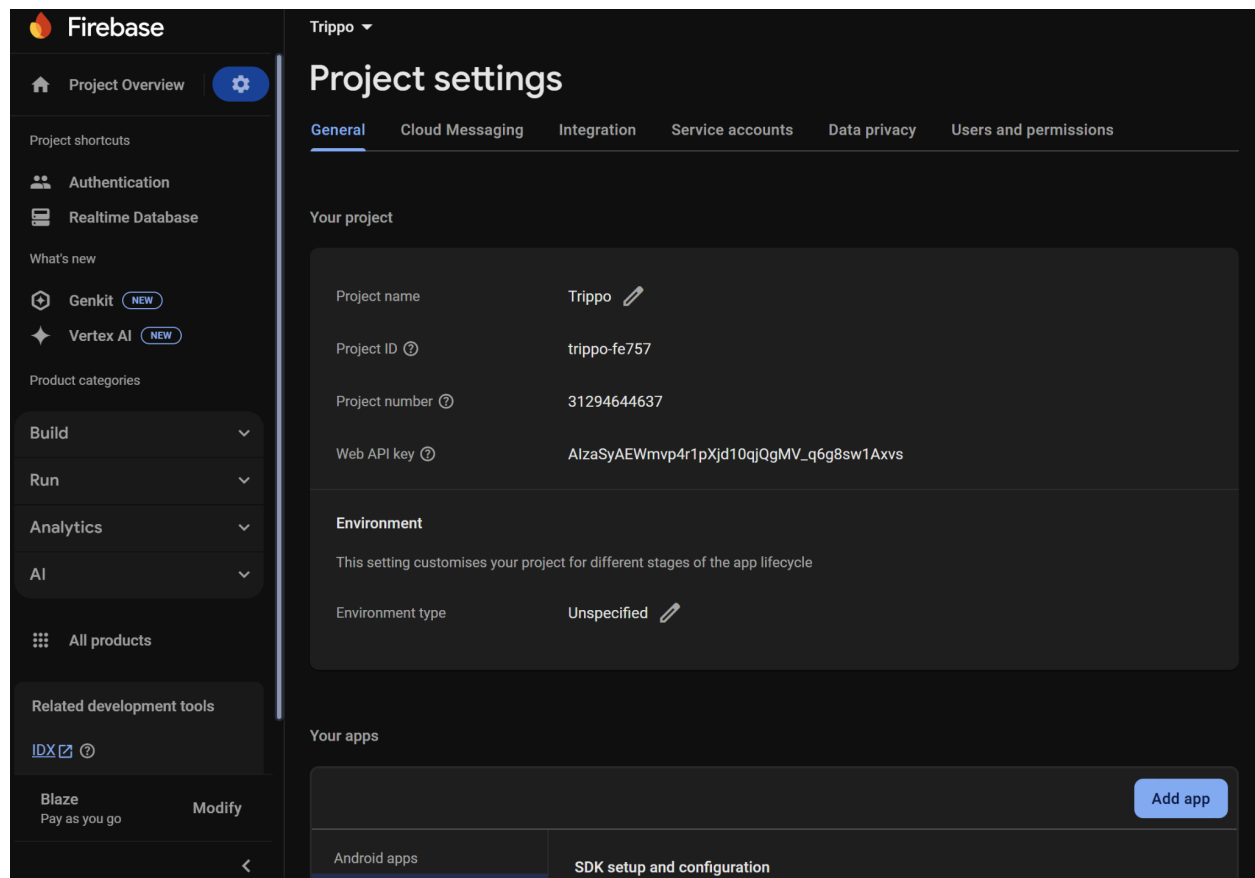 Firebase
Project Overview
Project shortcuts
Authentication
Realtime Database
What's new
Genkit NEW
Vertex AI NEW
Product categories
Build
Run
Analytics
AI
All products
Related development tools
IDX
Blaze
Pay as you go
Modify
Trippo
Project settings
General Cloud Messaging Integration Service accounts Data privacy Users and permissions
Your project
Project name Trippo
Project ID trippo-fe757
Project number 31294644637
Web API key AIzaSyAEWmvp4r1pXjd10qjQgMV_q6g8sw1Axvs
Environment
This setting customises your project for different stages of the app lifecycle
Environment type Unspecified
Your apps
Add app
Android apps
SDK setup and configuration